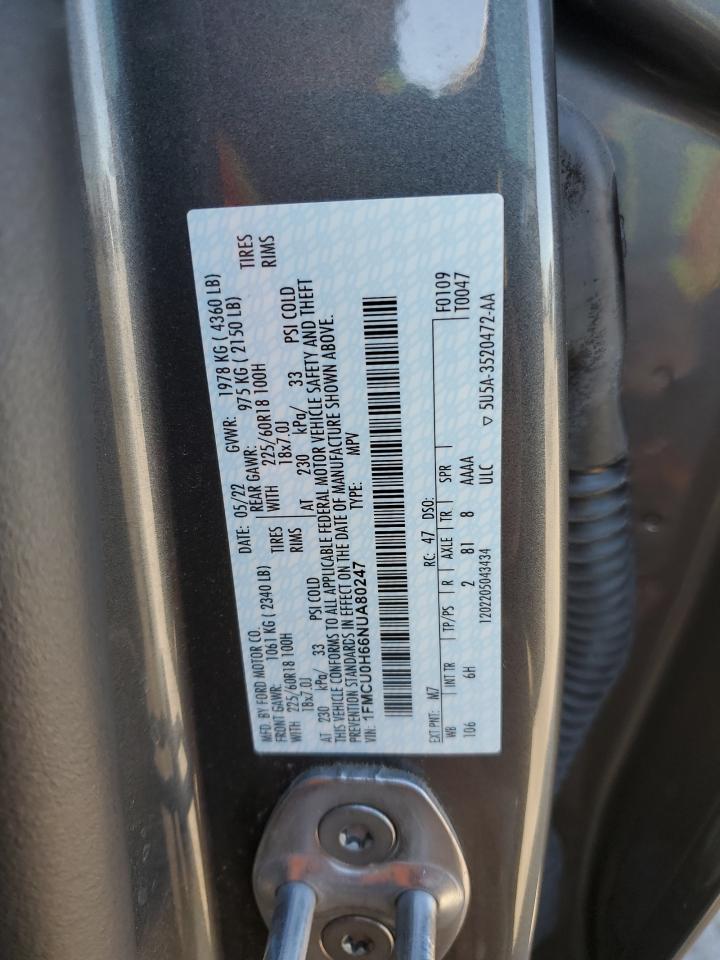 MFD. BY FORD MOTOR CO. DATE: 05/22 GVWR: 1978 KG ( 4360 LB)
FRONT GAWR: 1061 KG ( 2340 LB) REAR GAWR: 975 KG ( 2150 LB)
WITH 225/60R18 100H TIRES WITH 225/60R18 100H TIRES
18x7.0J RIMS 18x7.0J RIMS
AT 230 kPa/ 33 PSI COLD AT 230 kPa/ 33 PSI COLD
THIS VEHICLE CONFORMS TO ALL APPLICABLE FEDERAL MOTOR VEHICLE SAFETY AND THEFT
PREVENTION STANDARDS IN EFFECT ON THE DATE OF MANUFACTURE SHOWN ABOVE.
VIN: 1FMCU0H66NUA80247 TYPE: MPV
F0109
EXT PNT: M7 RC: 47 DSO: T0047
WB INT TR TP/PS R AXLE TR SPR
106 6H 2 81 8 AAAA
1202205043434 ULC ▽ 5U5A-3520472-AA